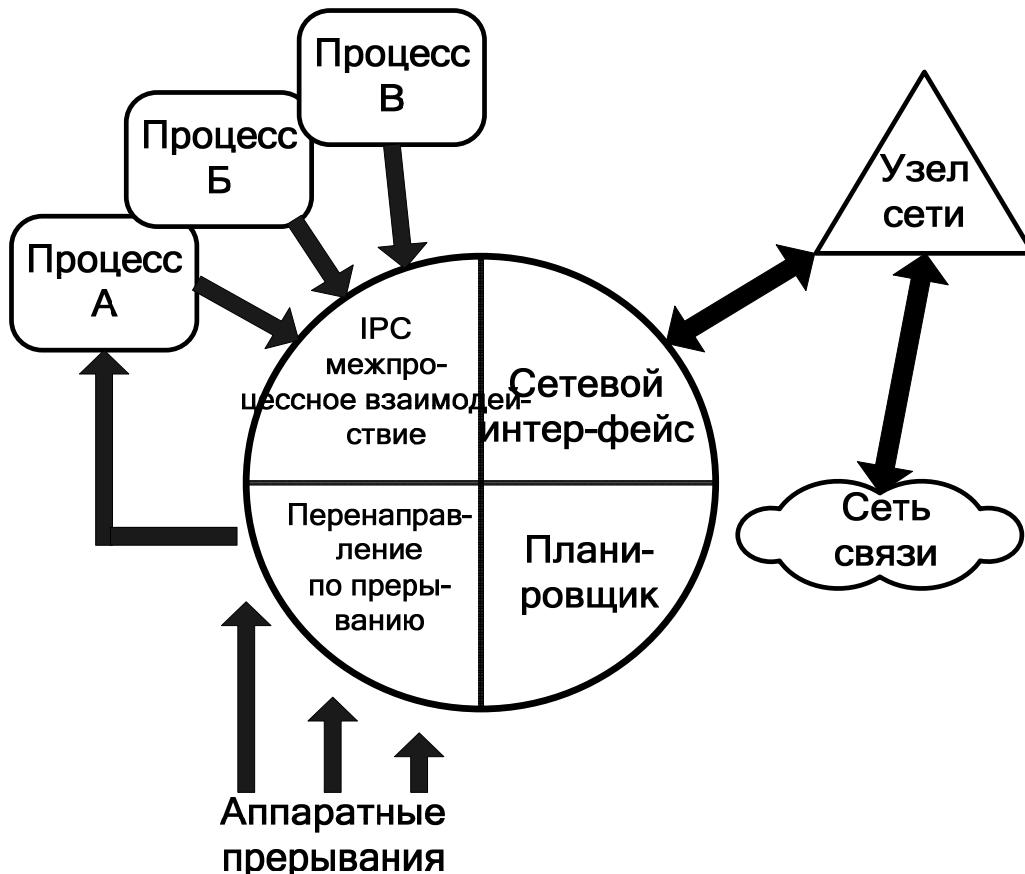 Процесс
В
Процесс
Б
Процесс
А
Узел
сети
IPC
межпро-
цессное взаимодей-
ствие
Сетевой
интер-фейс
Перенаправ-
ление
по преры-
ванию
Плани-
ровщик
Сеть
связи
Аппаратные
прерывания